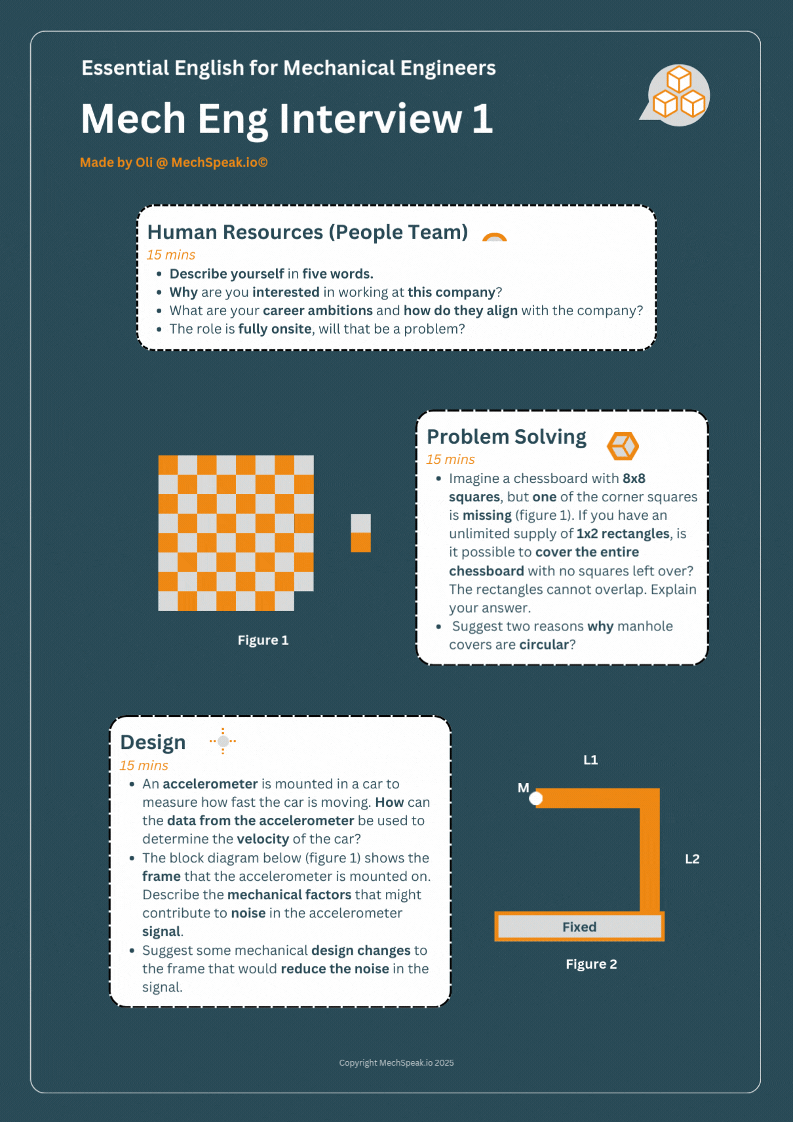 Essential English for Mechanical Engineers
Mech Eng Interview 1
Made by Oli @ MechSpeak.io©
Human Resources (People Team)
15 mins
• Describe yourself in five words.
• Why are you interested in working at this company?
• What are your career ambitions and how do they align with the company?
• The role is fully onsite, will that be a problem?
Problem Solving
15 mins
• Imagine a chessboard with 8x8
squares, but one of the corner squares
is missing (figure 1). If you have an
unlimited supply of 1x2 rectangles, is
it possible to cover the entire
chessboard with no squares left over?
The rectangles cannot overlap. Explain
your answer.
• Suggest two reasons why manhole
covers are circular?
Figure 1
Design
15 mins
• An accelerometer is mounted in a car to
measure how fast the car is moving. How can
the data from the accelerometer be used to
determine the velocity of the car?
• The block diagram below (figure 1) shows the
frame that the accelerometer is mounted on.
Describe the mechanical factors that might
contribute to noise in the accelerometer
signal.
• Suggest some mechanical design changes to
the frame that would reduce the noise in the
signal.
L1
M
L2
Fixed
Figure 2
Copyright MechSpeak.io 2025